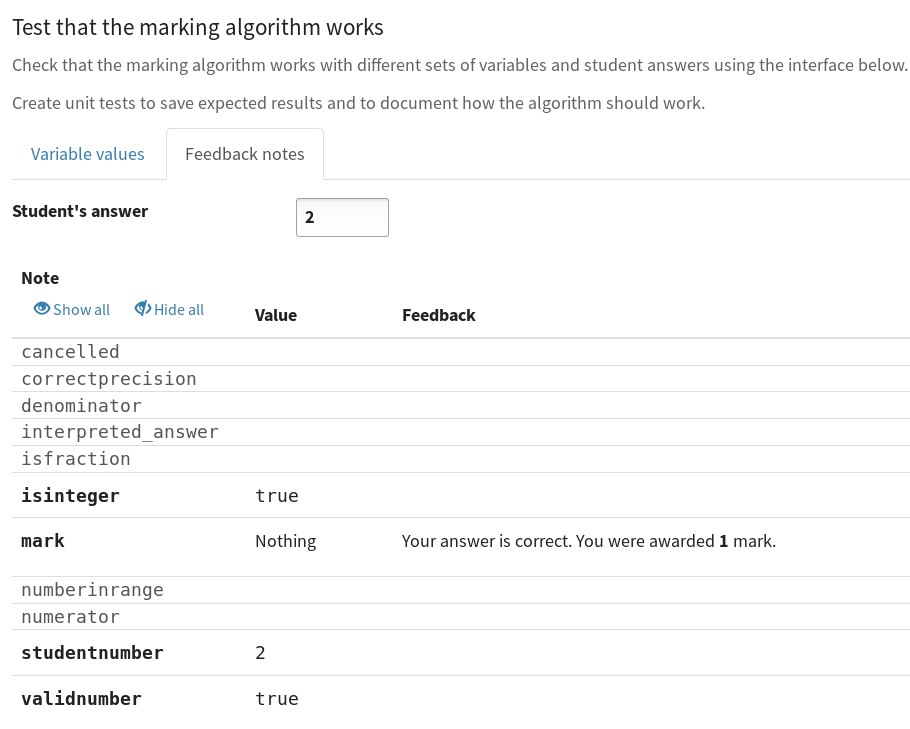 Test that the marking algorithm works
Check that the marking algorithm works with different sets of variables and student answers using the interface below.
Create unit tests to save expected results and to document how the algorithm should work.
Variable values Feedback notes
Student's answer 2
Note
Show all Hide all Value Feedback
cancelled
correctprecision
denominator
interpreted_answer
isfraction
isinteger true
mark Nothing Your answer is correct. You were awarded 1 mark.
numberinrange
numerator
studentnumber 2
validnumber true